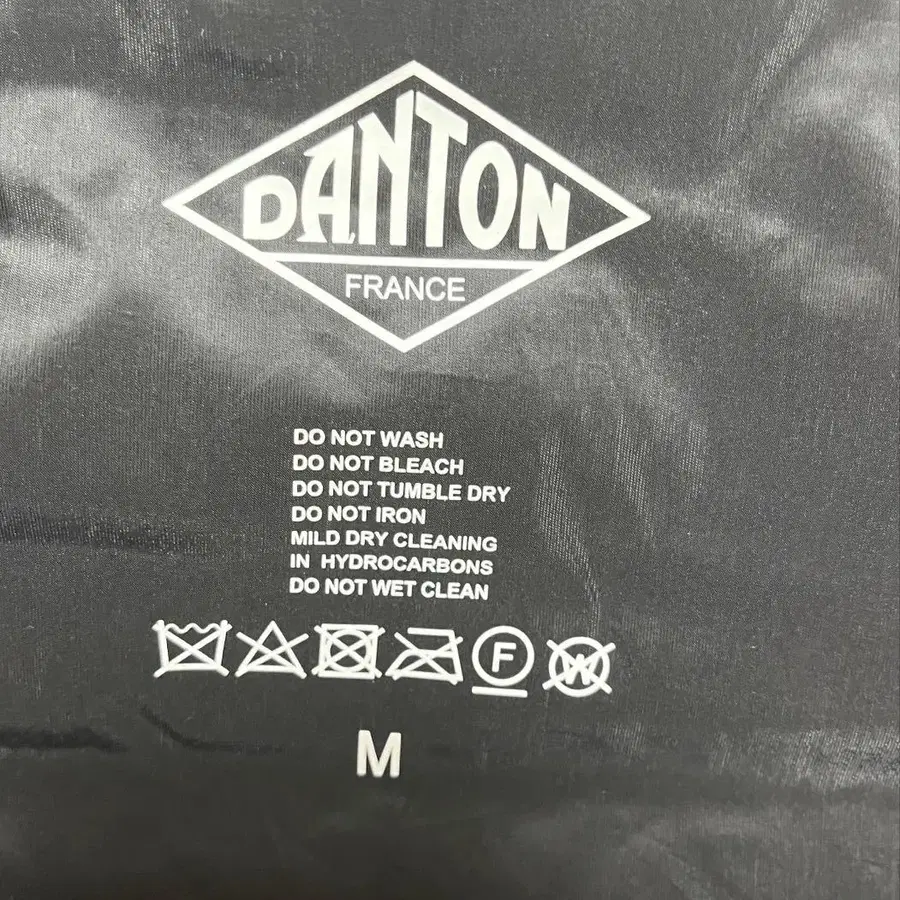 DANTON
FRANCE
DO NOT WASH
DO NOT BLEACH
DO NOT TUMBLE DRY
DO NOT IRON
MILD DRY CLEANING
IN HYDROCARBONS
DO NOT WET CLEAN
F W
M